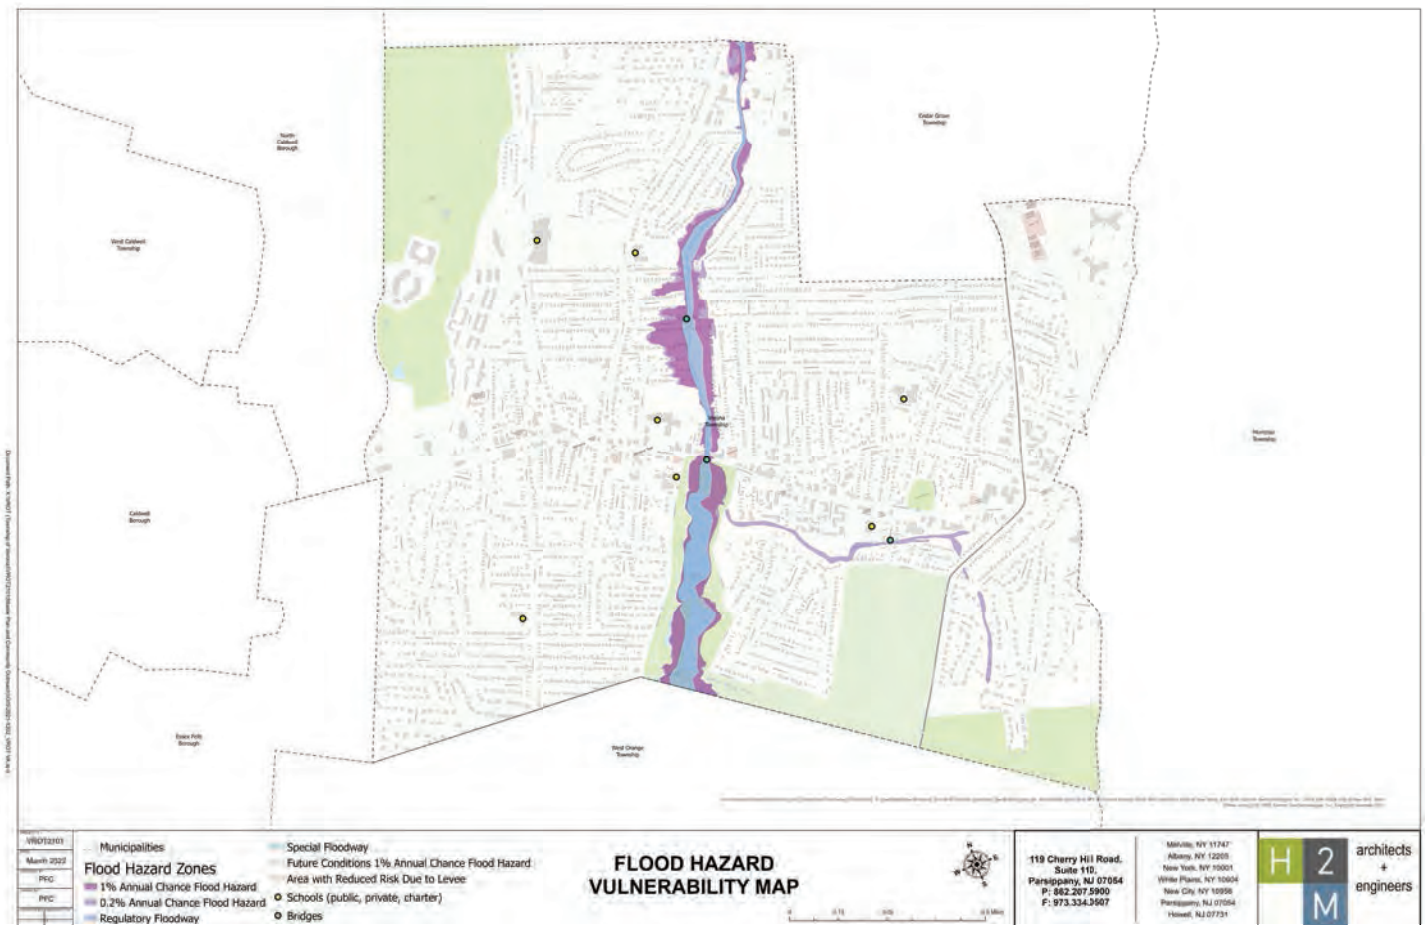 North
Caldwell
Borough
Cedar Grove
Township
West Caldwell
Township
Verona
Township
Montclair
Township
Caldwell
Borough
Essex Fells
Borough
West Orange
Township
VROT2101
March 2022
PFC
PFC
Municipalities
Flood Hazard Zones
1% Annual Chance Flood Hazard
0.2% Annual Chance Flood Hazard
Regulatory Floodway
Special Floodway
Future Conditions 1% Annual Chance Flood Hazard
Area with Reduced Risk Due to Levee
Schools (public, private, charter)
Bridges
FLOOD HAZARD
VULNERABILITY MAP
119 Cherry Hill Road,
Suite 110,
Parsippany, NJ 07054
P: 862.207.5900
F: 973.334.0507
Melville, NY 11747
Albany, NY 12205
New York, NY 10001
White Plains, NY 10604
New City, NY 10956
Parsippany, NJ 07054
Howell, NJ 07731
H
2
M
architects
+
engineers